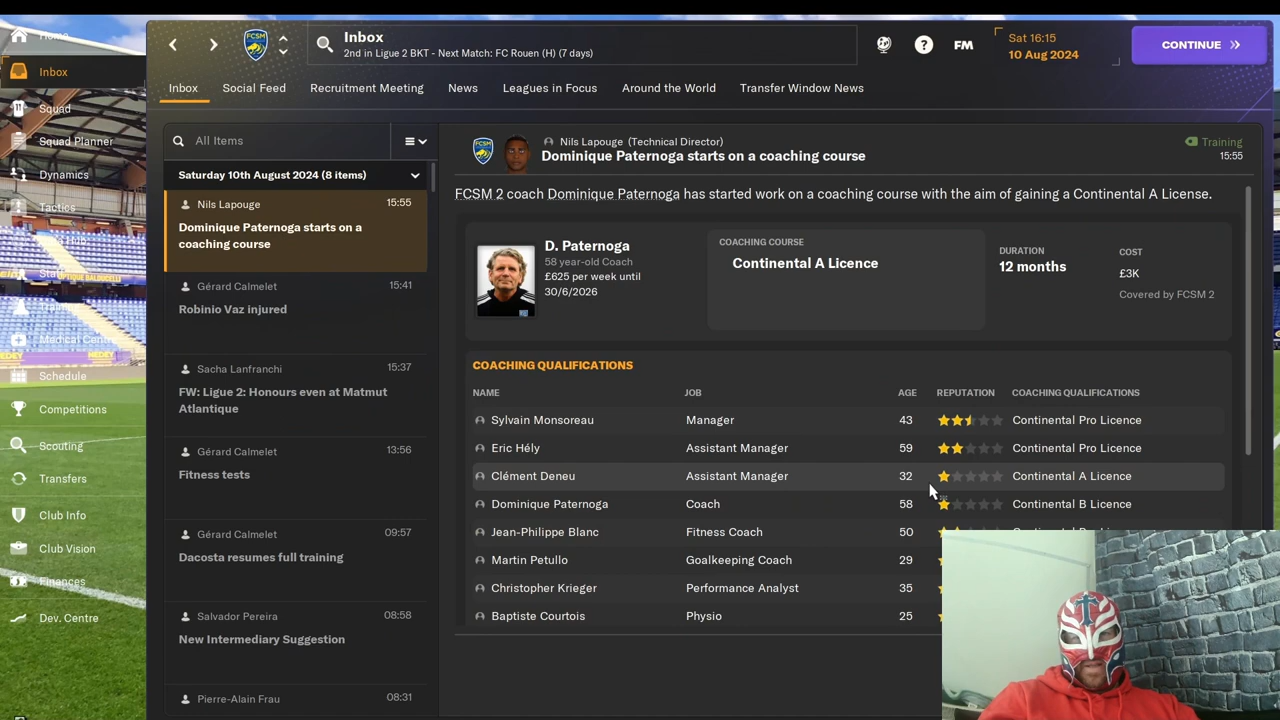 Home
Inbox
Squad
Squad Planner
Dynamics
Tactics
Schedule
Competitions
Scouting
Transfers
Club Info
Club Vision
Finances
Dev. Centre
FCSM
Inbox
2nd in Ligue 2 BKT - Next Match: FC Rouen (H) (7 days)
?
FM
Sat 16:15
10 Aug 2024
CONTINUE
Inbox Social Feed Recruitment Meeting News Leagues in Focus Around the World Transfer Window News
All Items
Saturday 10th August 2024 (8 items)
Nils Lapouge 15:55
Dominique Paternoga starts on a
coaching course
Gérard Calmelet 15:41
Robinio Vaz injured
Sacha Lanfranchi 15:37
FW: Ligue 2: Honours even at Matmut
Atlantique
Gérard Calmelet 13:56
Fitness tests
Gérard Calmelet 09:57
Dacosta resumes full training
Salvador Pereira 08:58
New Intermediary Suggestion
Pierre-Alain Frau 08:31
FCSM
Nils Lapouge (Technical Director)
Dominique Paternoga starts on a coaching course
Training
15:55
FCSM 2 coach Dominique Paternoga has started work on a coaching course with the aim of gaining a Continental A License.
D. Paternoga
58 year-old Coach
£625 per week until
30/6/2026
COACHING COURSE
Continental A Licence
DURATION
12 months
COST
£3K
Covered by FCSM 2
COACHING QUALIFICATIONS
NAME JOB AGE REPUTATION COACHING QUALIFICATIONS
Sylvain Monsoreau Manager 43 Continental Pro Licence
Eric Hély Assistant Manager 59 Continental Pro Licence
Clément Deneu Assistant Manager 32 Continental A Licence
Dominique Paternoga Coach 58 Continental B Licence
Jean-Philippe Blanc Fitness Coach 50
Martin Petullo Goalkeeping Coach 29
Christopher Krieger Performance Analyst 35
Baptiste Courtois Physio 25